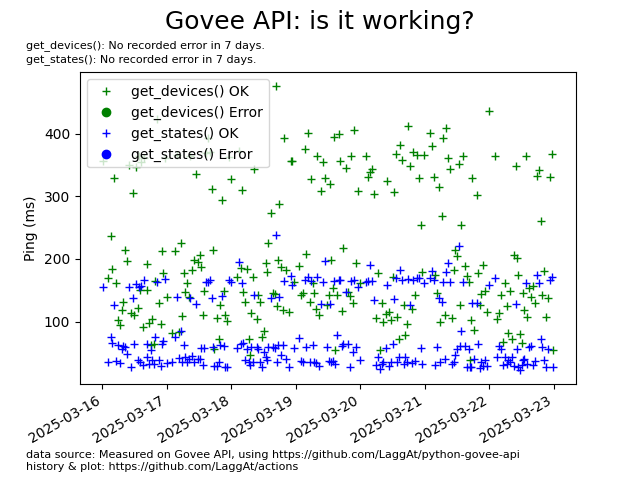 Govee API: is it working?
get_devices(): No recorded error in 7 days.
get_states(): No recorded error in 7 days.
get_devices() OK
get_devices() Error
get_states() OK
get_states() Error
Ping (ms)
400
300
200
100
2025-03-16
2025-03-17
2025-03-18
2025-03-19
2025-03-20
2025-03-21
2025-03-22
2025-03-23
data source: Measured on Govee API, using https://github.com/LaggAt/python-govee-api
history & plot: https://github.com/LaggAt/actions